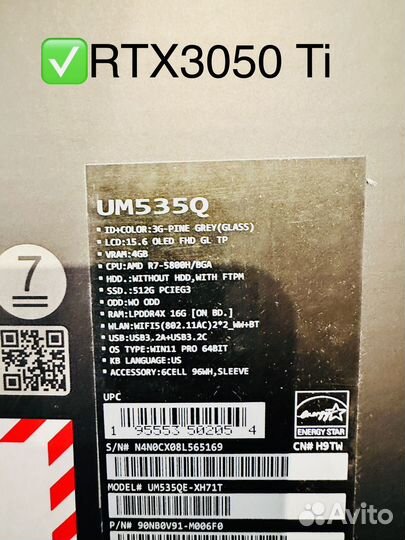 ✅RTX3050 Ti
UM535Q
▪ ID+COLOR:3G-PINE GREY(GLASS)
▪ LCD:15.6 OLED FHD GL TP
▪ VRAM:4GB
▪ CPU:AMD R7-5800H/BGA
▪ HDD.:WITHOUT HDD,WITH FTPM
▪ SSD.:512G PCIEG3
▪ ODD:WO ODD
▪ RAM:LPDDR4X 16G [ON BD.]
▪ WLAN:WIFI5(802.11AC)2*2_WW+BT
▪ USB:USB3.2A+USB3.2C
▪ OS TYPE:WIN11 PRO 64BIT
▪ KB LANGUAGE:US
▪ ACCESSORY:6CELL 96WH,SLEEVE
7
UPC
1 95553 50205 4
energy
ENERGY STAR
S/N# N4N0CX08L565169
CN# H9TW
MODEL# UM535QE-XH71T
P/N# 90NB0V91-M006F0
Avito